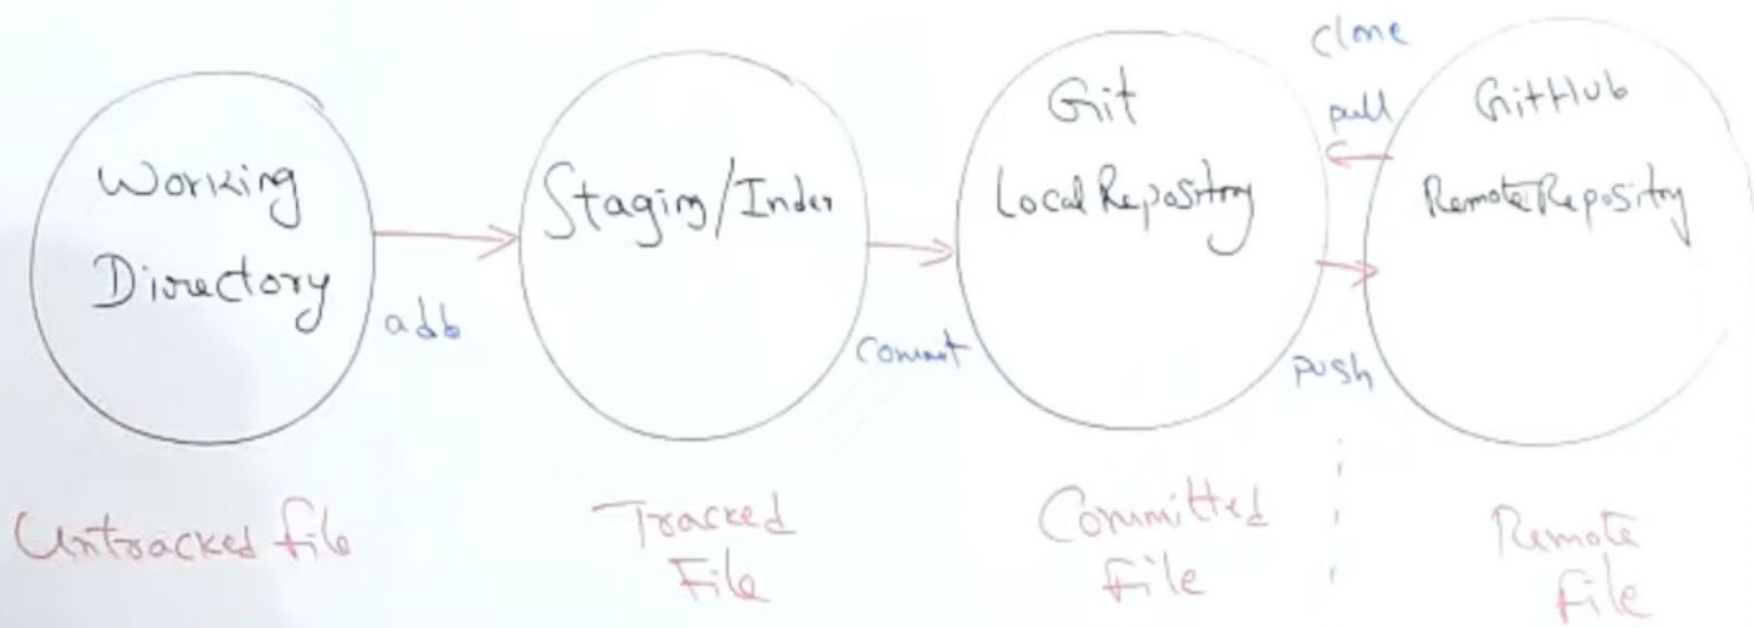 Working
Directory
add
Staging/Index
commit
Git
Local Repository
clone
pull
push
GitHub
Remote Repository
Untracked file
Tracked
File
Committed
File
Remote
File